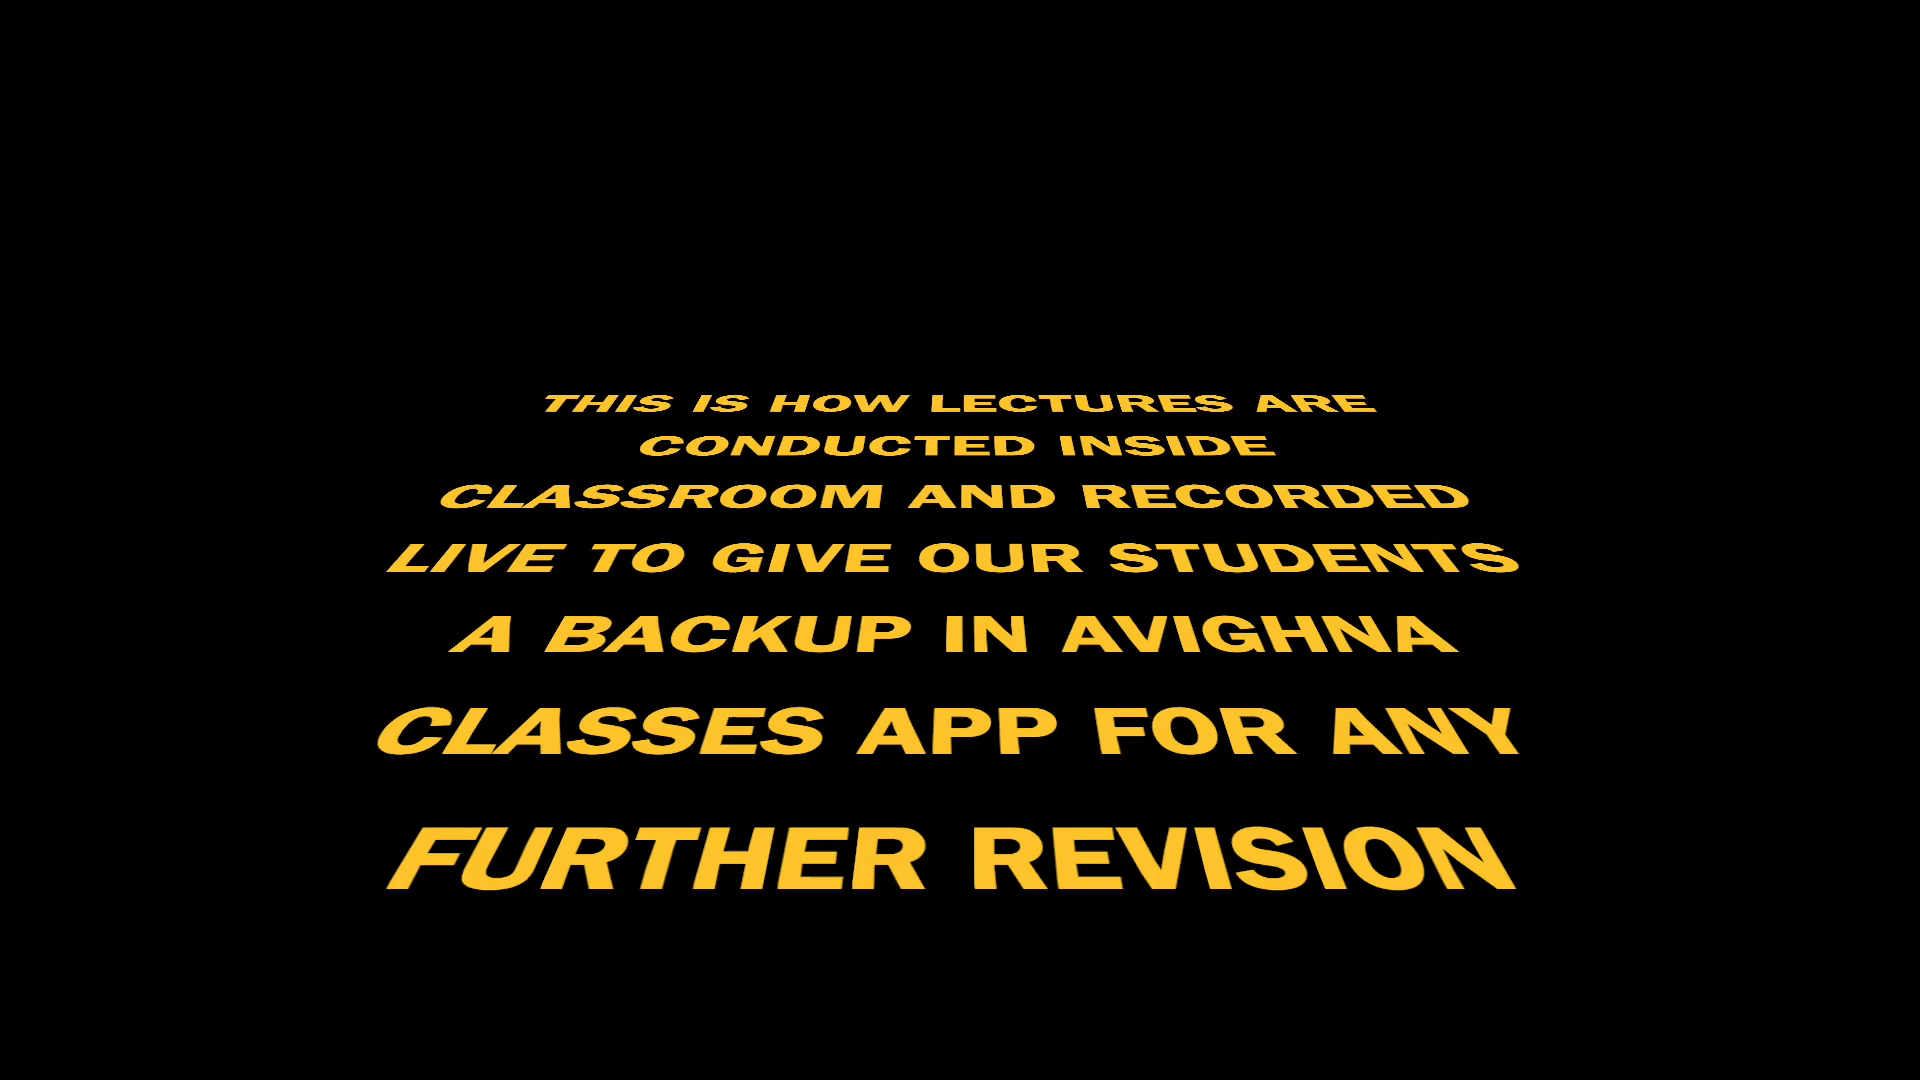 THIS IS HOW LECTURES ARE
CONDUCTED INSIDE
CLASSROOM AND RECORDED
LIVE TO GIVE OUR STUDENTS
A BACKUP IN AVIGHNA
CLASSES APP FOR ANY
FURTHER REVISION